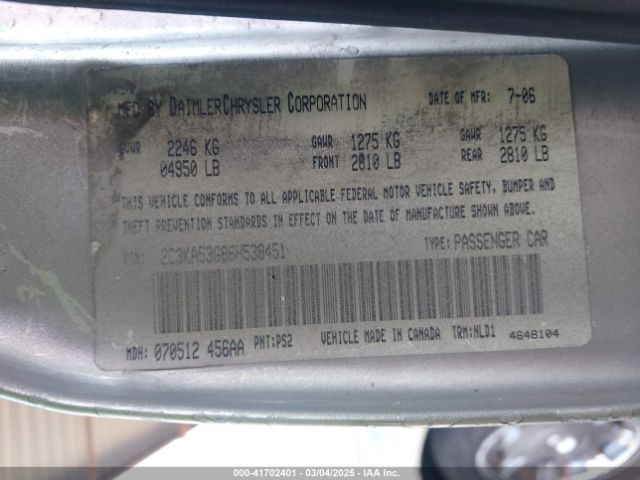 MFD BY DAIMLERCHRYSLER CORPORATION DATE OF MFR: 7-06
GVWR 2246 KG GAWR 1275 KG GAWR 1275 KG
04950 LB FRONT 2810 LB REAR 2810 LB
THIS VEHICLE CONFORMS TO ALL APPLICABLE FEDERAL MOTOR VEHICLE SAFETY, BUMPER AND
THEFT PREVENTION STANDARDS IN EFFECT ON THE DATE OF MANUFACTURE SHOWN ABOVE.
VIN: 2C3KA53G86H538451 TYPE: PASSENGER CAR
MDH: 070512 456AA PNT:PS2 VEHICLE MADE IN CANADA TRM:NLD1 4648104
000-41702401 - 03/04/2025 - IAA Inc.